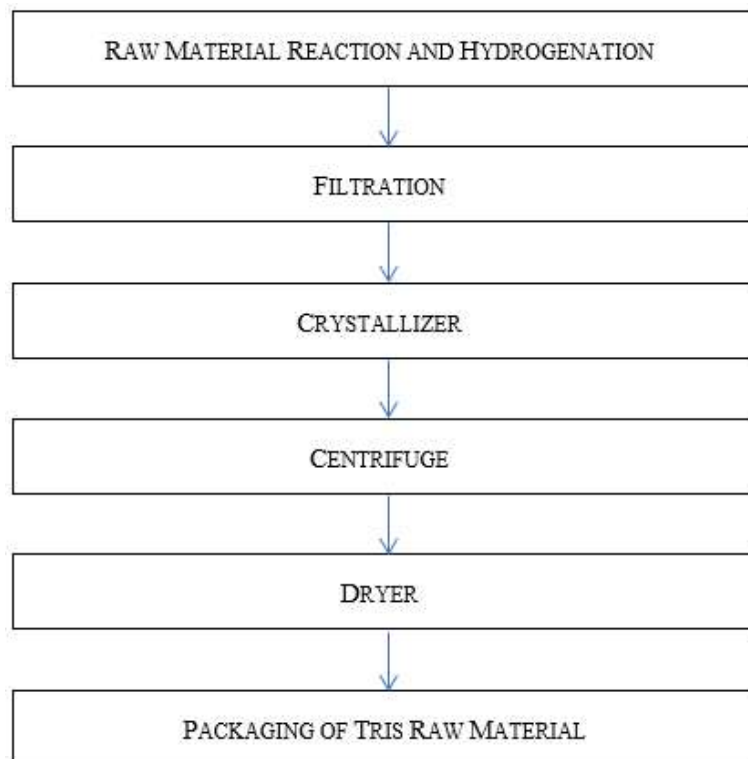 RAW MATERIAL REACTION AND HYDROGENATION
FILTRATION
CRYSTALLIZER
CENTRIFUGE
DRYER
PACKAGING OF TRIS RAW MATERIAL